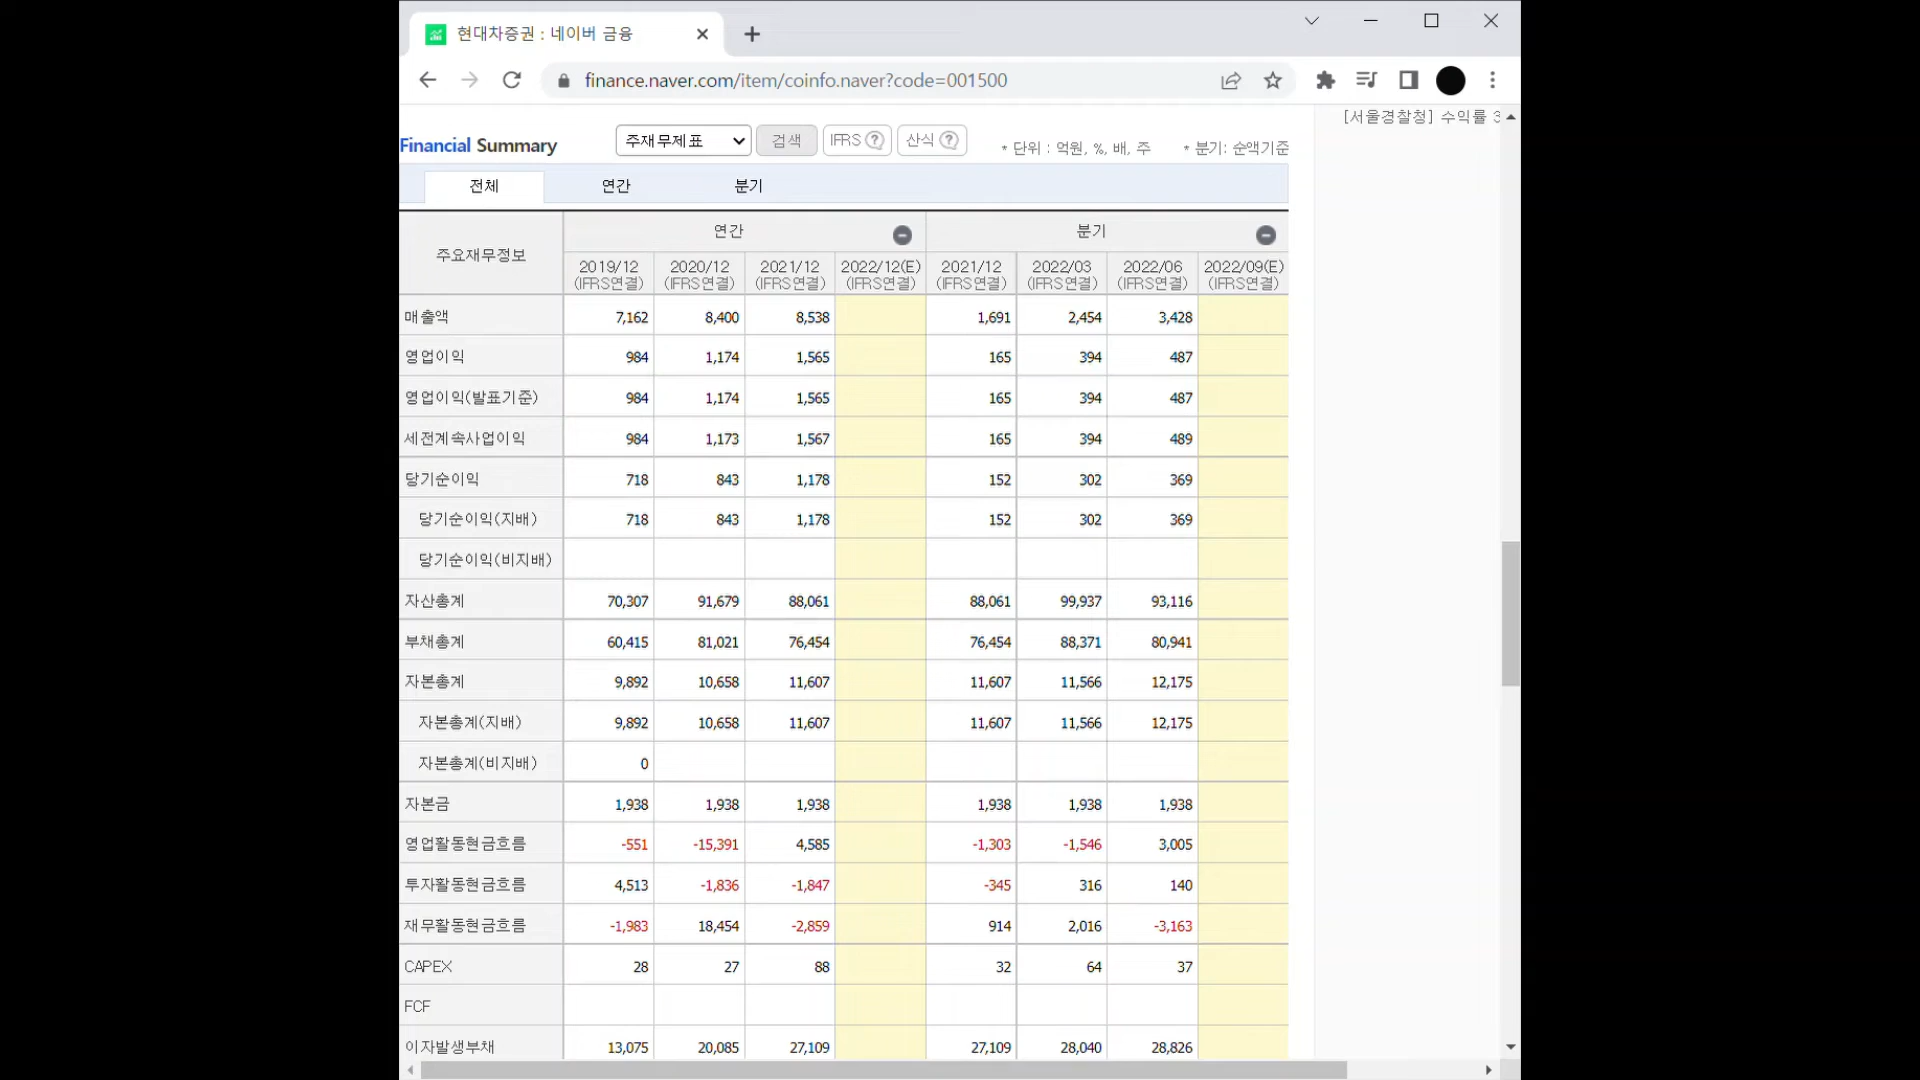 현대차증권 : 네이버 금융
finance.naver.com/item/coinfo.naver?code=001500
[서울경찰청] 수익률
Financial Summary 주재무제표 검색 IFRS ? 산식 ? * 단위 : 억원, %, 배, 주 * 분기: 순액기준
전체 연간 분기
주요재무정보 연간 분기
2019/12 2020/12 2021/12 2022/12(E) 2021/12 2022/03 2022/06 2022/09(E)
(IFRS연결) (IFRS연결) (IFRS연결) (IFRS연결) (IFRS연결) (IFRS연결) (IFRS연결) (IFRS연결)
매출액 7,162 8,400 8,538 1,691 2,454 3,428
영업이익 984 1,174 1,565 165 394 487
영업이익(발표기준) 984 1,174 1,565 165 394 487
세전계속사업이익 984 1,173 1,567 165 394 489
당기순이익 718 843 1,178 152 302 369
당기순이익(지배) 718 843 1,178 152 302 369
당기순이익(비지배)
자산총계 70,307 91,679 88,061 88,061 99,937 93,116
부채총계 60,415 81,021 76,454 76,454 88,371 80,941
자본총계 9,892 10,658 11,607 11,607 11,566 12,175
자본총계(지배) 9,892 10,658 11,607 11,607 11,566 12,175
자본총계(비지배) 0
자본금 1,938 1,938 1,938 1,938 1,938 1,938
영업활동현금흐름 -551 -15,391 4,585 -1,303 -1,546 3,005
투자활동현금흐름 4,513 -1,836 -1,847 -345 316 140
재무활동현금흐름 -1,983 18,454 -2,859 914 2,016 -3,163
CAPEX 28 27 88 32 64 37
FCF
이자발생부채 13,075 20,085 27,109 27,109 28,040 28,826